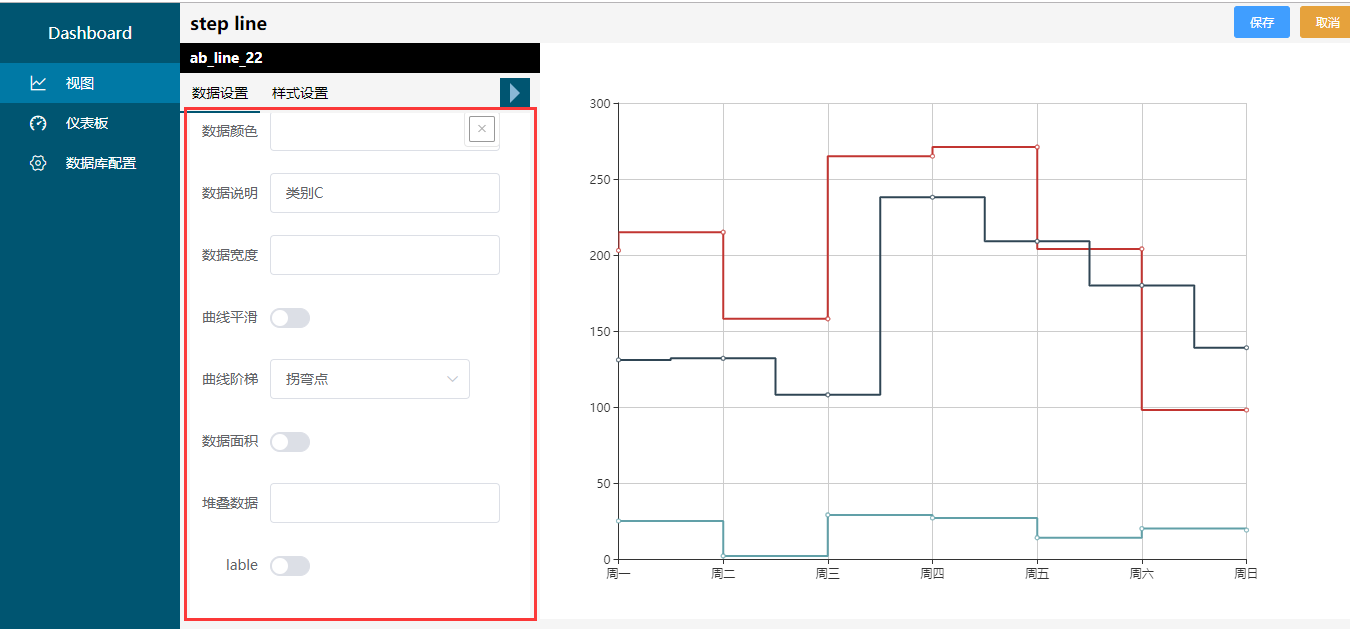 Dashboard
视图
仪表板
数据库配置
step line
保存
取消
ab_line_22
数据设置
样式设置
数据颜色
数据说明
类别C
数据宽度
曲线平滑
曲线阶梯
拐弯点
数据面积
堆叠数据
lable
300
250
200
150
100
50
0
周一
周二
周三
周四
周五
周六
周日